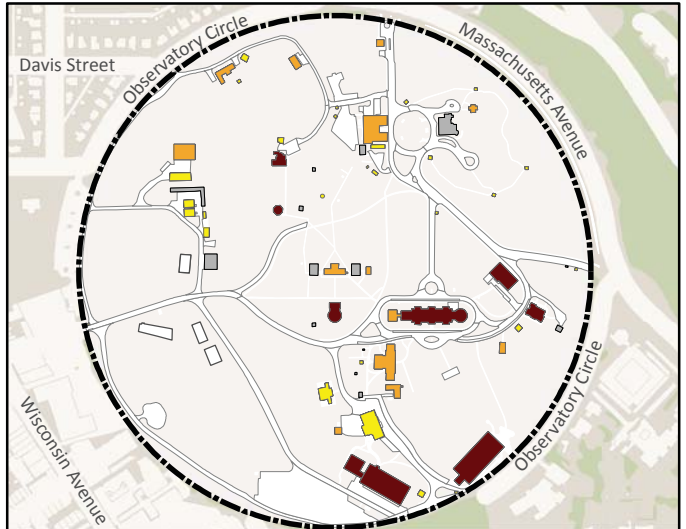 Observatory Circle
Massachusetts Avenue
Davis Street
Wisconsin Avenue
Observatory Circle